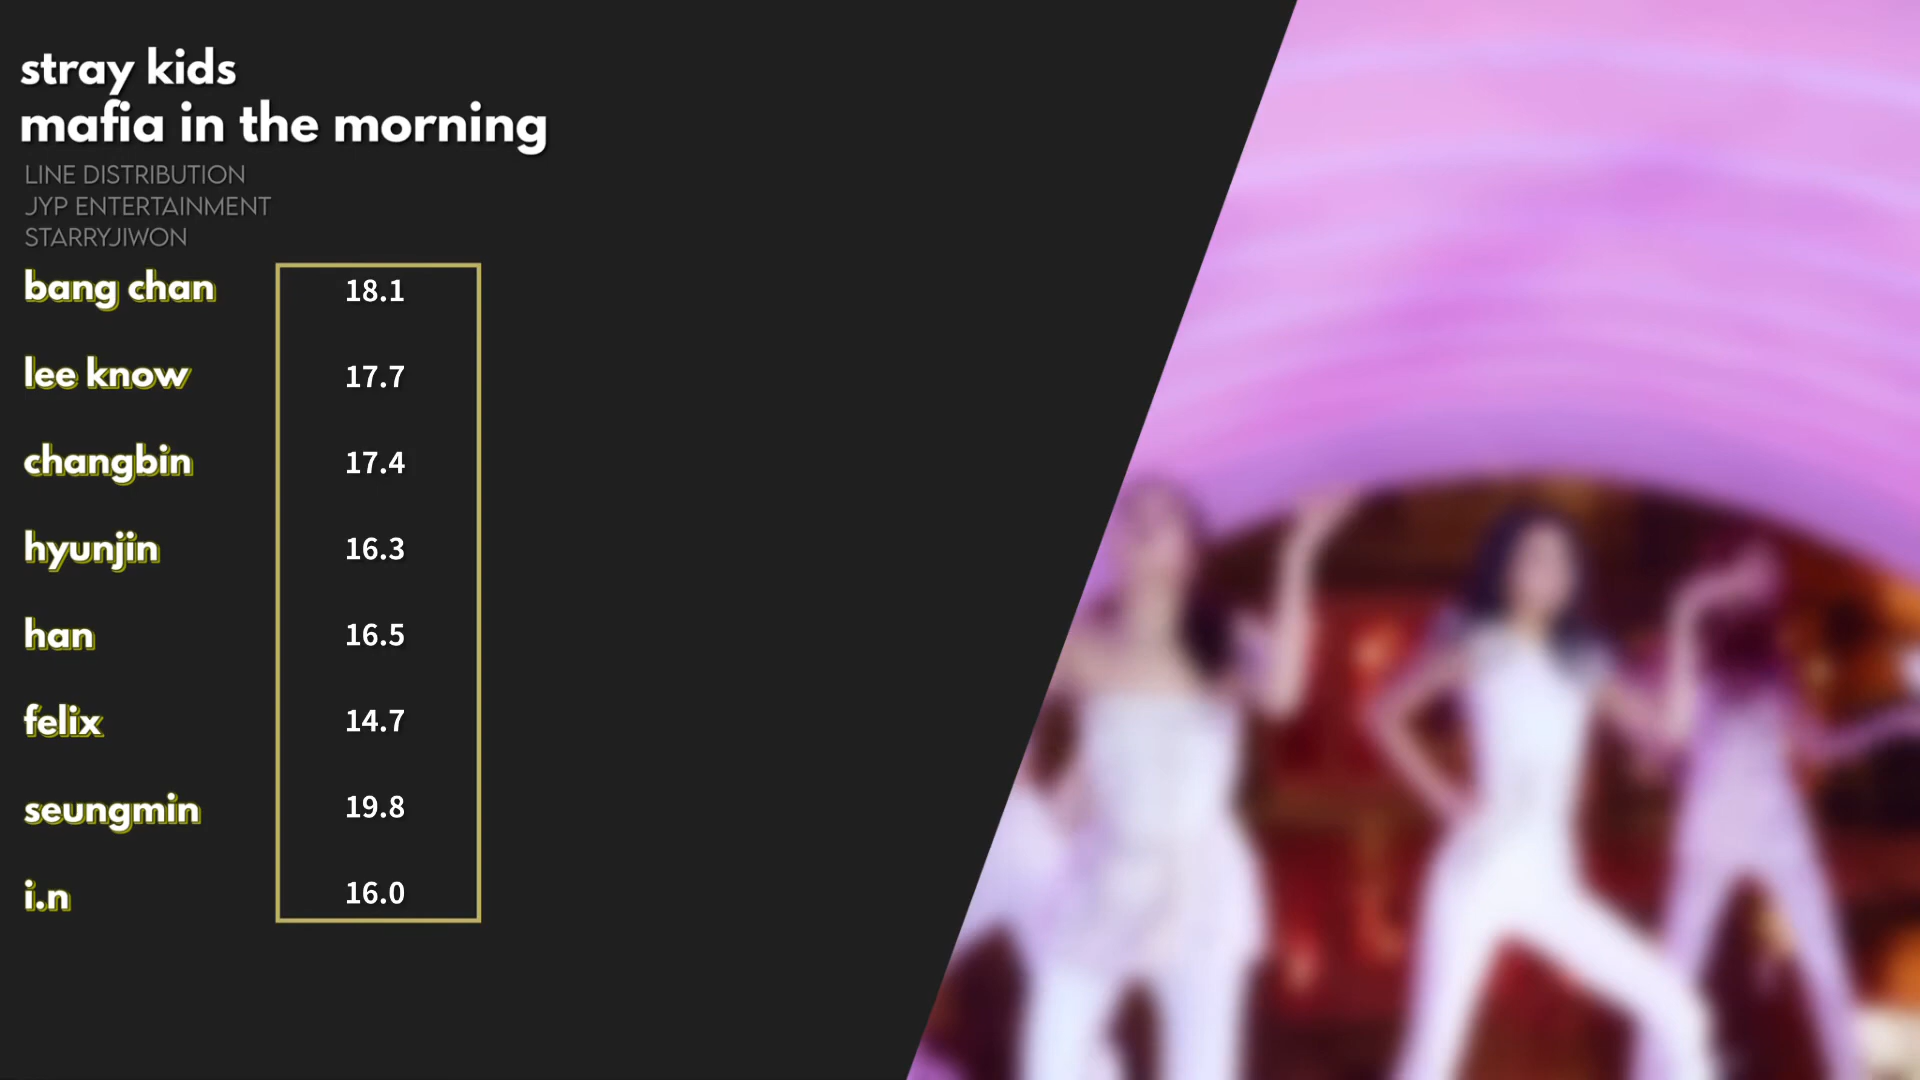 stray kids
mafia in the morning
LINE DISTRIBUTION
JYP ENTERTAINMENT
STARRYJIWON
bang chan 18.1
lee know 17.7
changbin 17.4
hyunjin 16.3
han 16.5
felix 14.7
seungmin 19.8
i.n 16.0